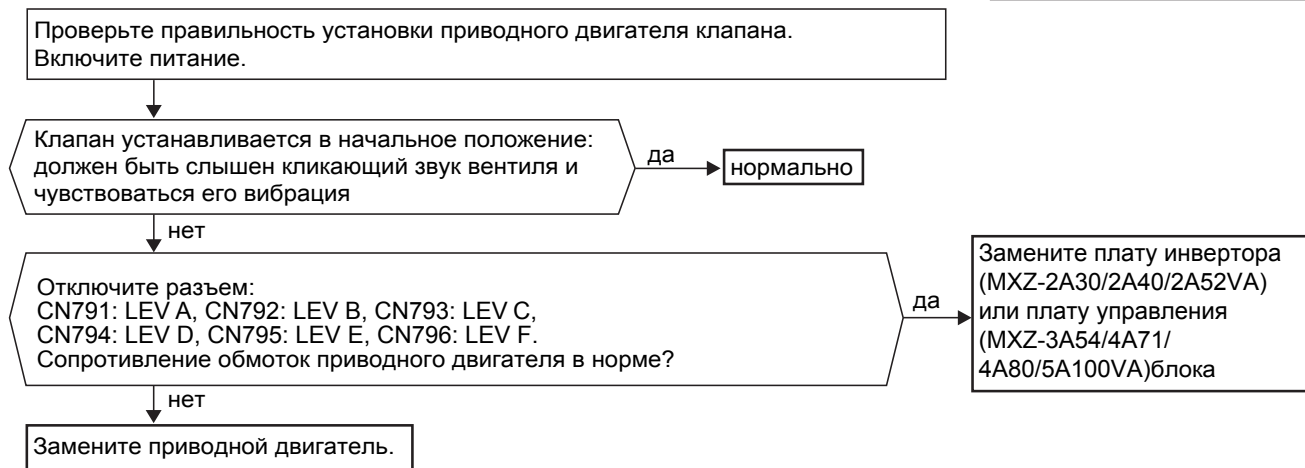 Проверьте правильность установки приводного двигателя клапана.
Включите питание.
Клапан устанавливается в начальное положение:
должен быть слышен кликающий звук вентиля и
чувствоваться его вибрация
да
нормально
нет
Отключите разъем:
CN791: LEV A, CN792: LEV B, CN793: LEV C,
CN794: LEV D, CN795: LEV E, CN796: LEV F.
Сопротивление обмоток приводного двигателя в норме?
да
Замените плату инвертора
(MXZ-2A30/2A40/2A52VA)
или плату управления
(MXZ-3A54/4A71/
4A80/5A100VA)блока
нет
Замените приводной двигатель.